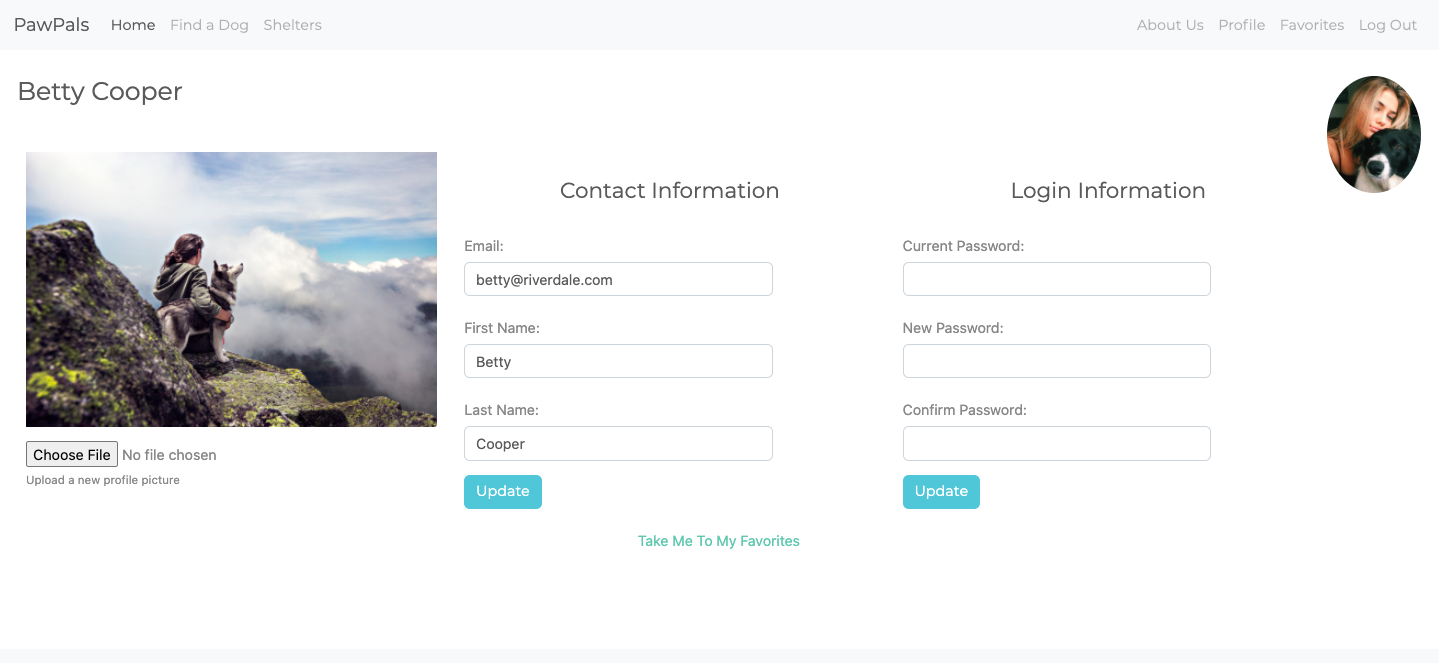 PawPals Home Find a Dog Shelters About Us Profile Favorites Log Out
Betty Cooper
Choose File No file chosen
Upload a new profile picture
Contact Information
Email:
betty@riverdale.com
First Name:
Betty
Last Name:
Cooper
Update
Login Information
Current Password:
New Password:
Confirm Password:
Update
Take Me To My Favorites